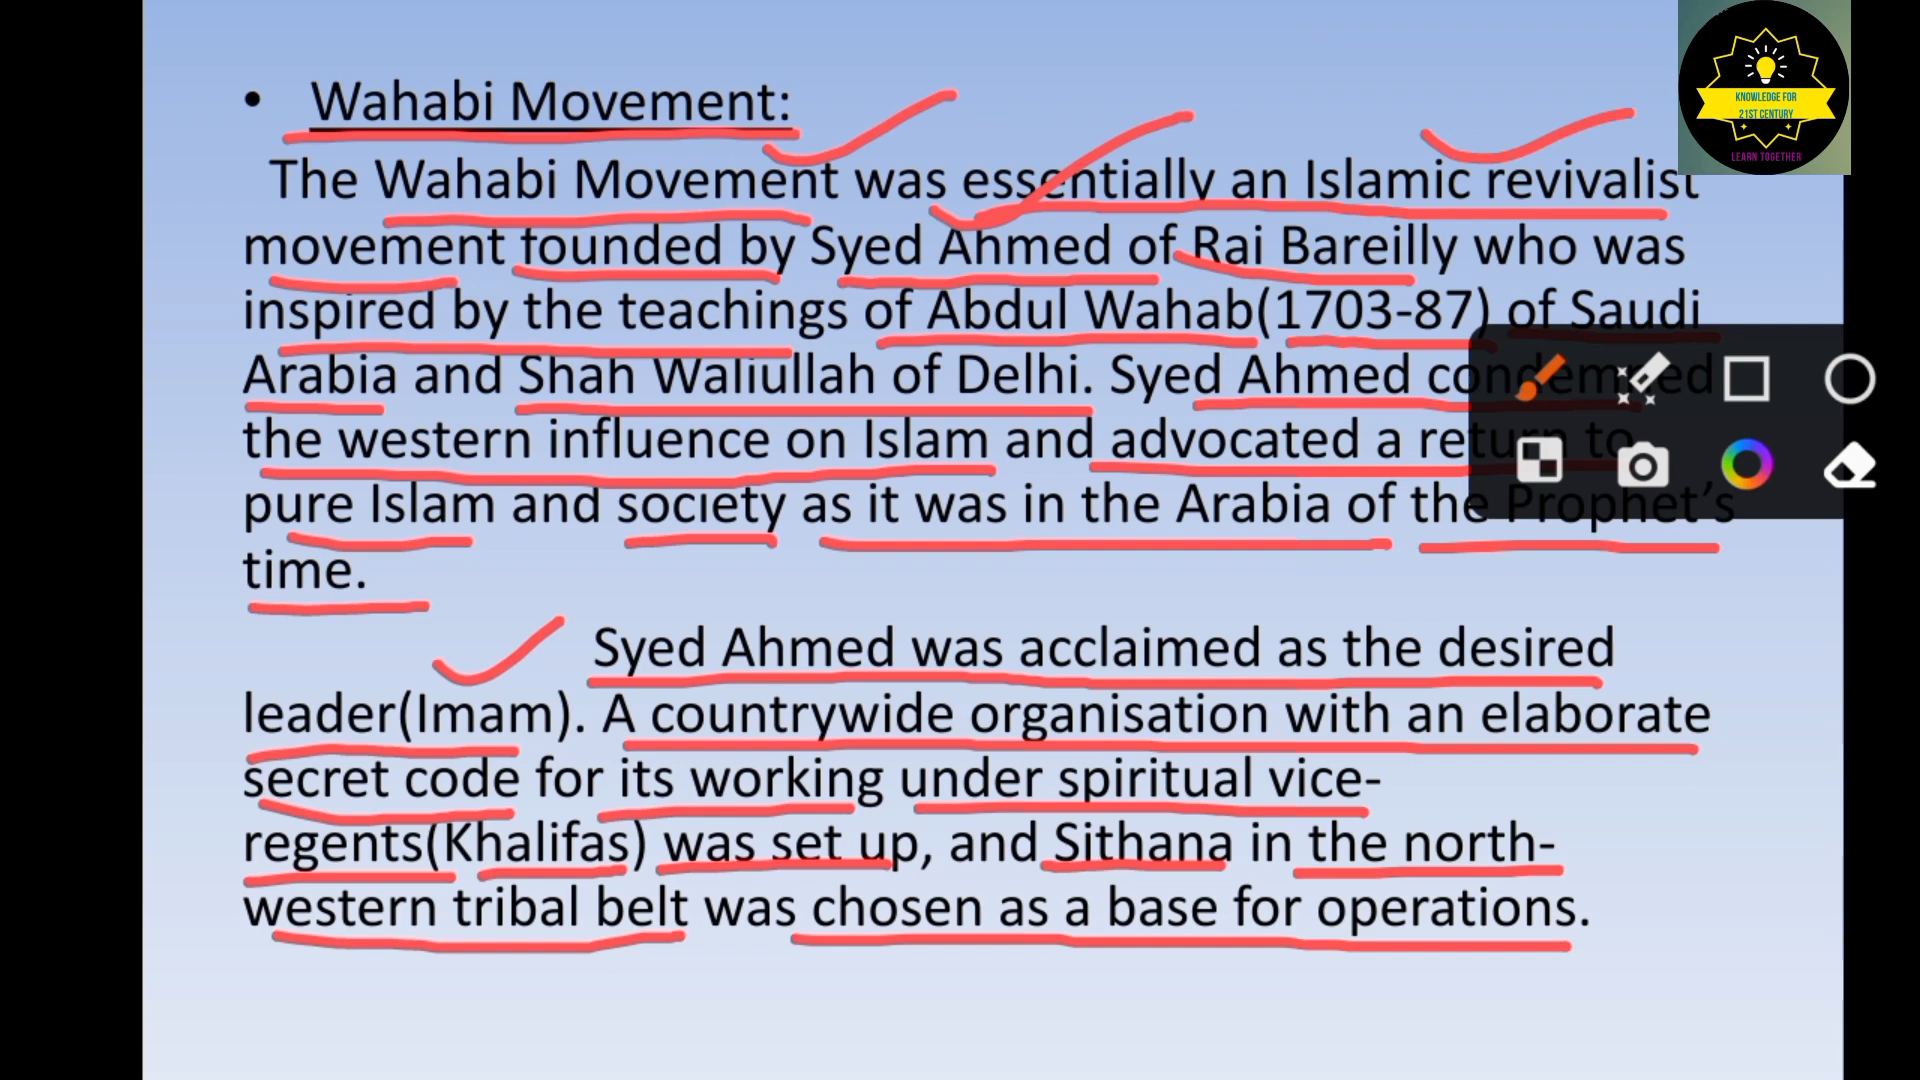 • Wahabi Movement:
The Wahabi Movement was essentially an Islamic revivalist
movement founded by Syed Ahmed of Rai Bareilly who was
inspired by the teachings of Abdul Wahab(1703-87) of Saudi
Arabia and Shah Waliullah of Delhi. Syed Ahmed condemned
the western influence on Islam and advocated a return to
pure Islam and society as it was in the Arabia of the Prophet’s
time.
Syed Ahmed was acclaimed as the desired
leader(Imam). A countrywide organisation with an elaborate
secret code for its working under spiritual vice-
regents(Khalifas) was set up, and Sithana in the north-
western tribal belt was chosen as a base for operations.
KNOWLEDGE FOR
21ST CENTURY
LEARN TOGETHER